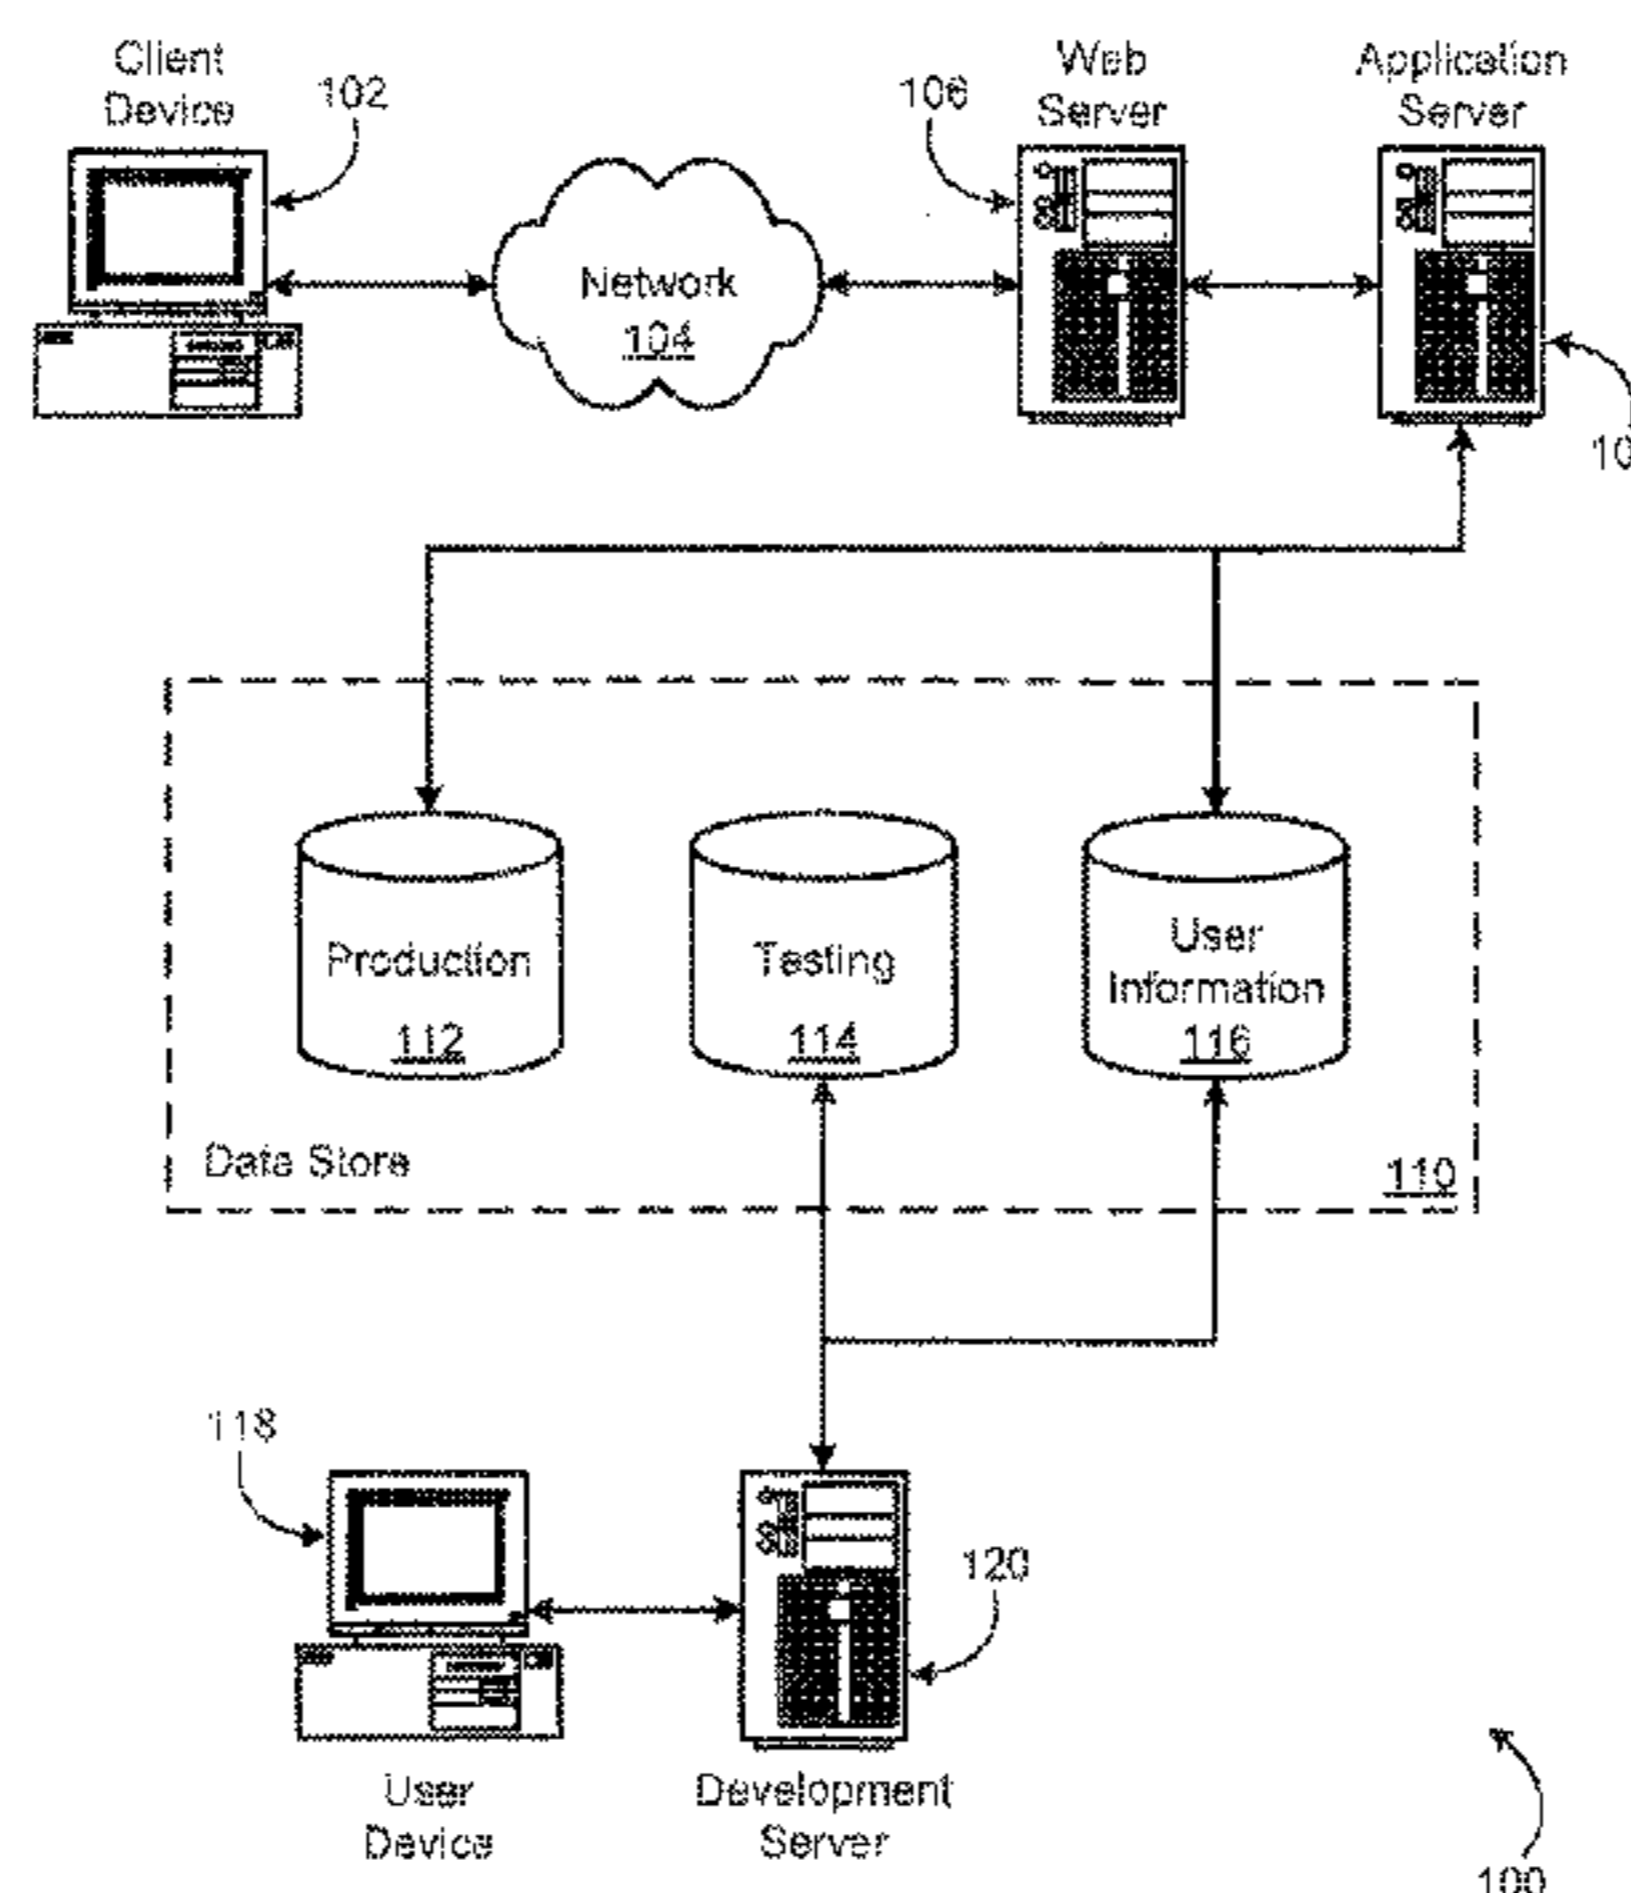 Client
Device
102
106
Web
Server
Application
Server
Network
104
10
Production
112
Testing
114
User
Information
116
Data Store
110
118
120
User
Device
Development
Server
100